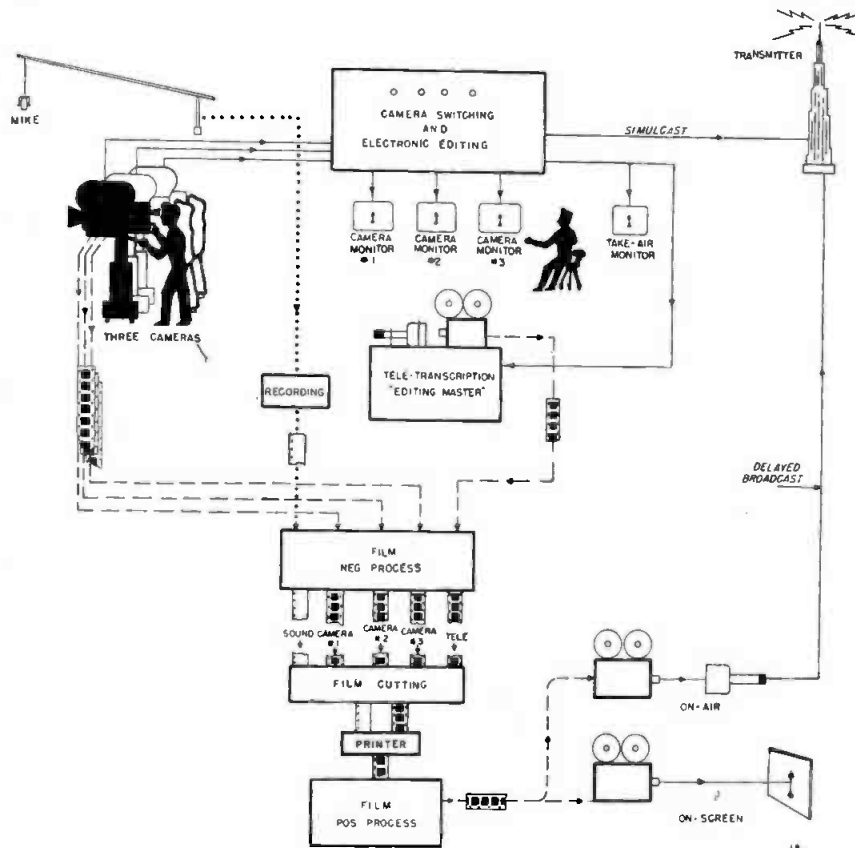 TRANSMITTER
MIKE
CAMERA SWITCHING
AND
ELECTRONIC EDITING
SIMULCAST
CAMERA
MONITOR
#1
CAMERA
MONITOR
#2
CAMERA
MONITOR
#3
TAKE-AIR
MONITOR
THREE CAMERAS
TELE-TRANSCRIPTION
"EDITING MASTER"
RECORDING
DELAYED
BROADCAST
FILM
NEG PROCESS
SOUND
CAMERA
#1
CAMERA
#2
CAMERA
#3
TELE
FILM CUTTING
ON-AIR
PRINTER
FILM
POS PROCESS
ON-SCREEN